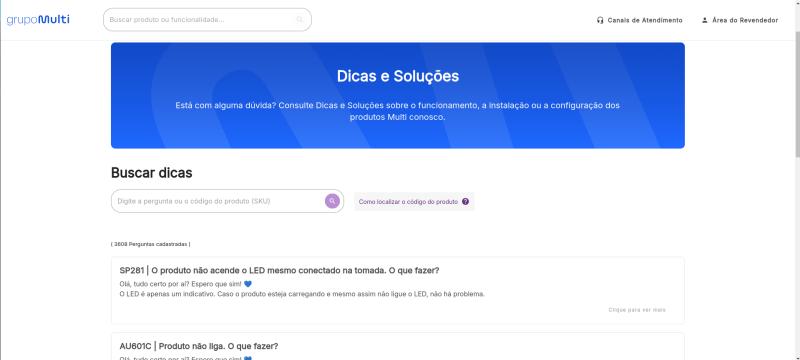 grupoMulti
Buscar produto ou funcionalidade...
Canais de Atendimento
Área do Revendedor
Dicas e Soluções
Está com alguma dúvida? Consulte Dicas e Soluções sobre o funcionamento, a instalação ou a configuração dos
produtos Multi conosco.
Buscar dicas
Digite a pergunta ou o código do produto (SKU)
Como localizar o código do produto ?
( 3608 Perguntas cadastradas )
SP281 | O produto não acende o LED mesmo conectado na tomada. O que fazer?
Olá, tudo certo por aí? Espero que sim! 💙
O LED é apenas um indicativo. Caso o produto esteja carregando e mesmo assim não ligue o LED, não há problema.
Clique para ver mais
AU601C | Produto não liga. O que fazer?
Olá, tudo certo por aí? Espero que sim! 💙